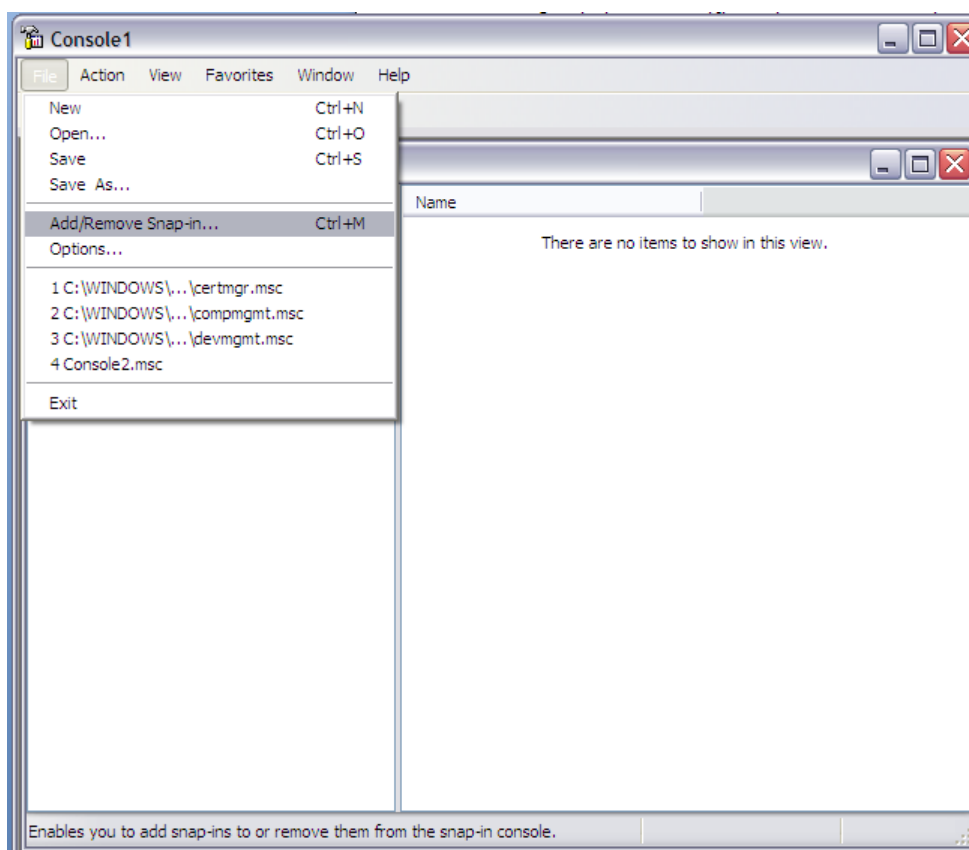 Console1
File Action View Favorites Window Help
New Ctrl+N
Open... Ctrl+O
Save Ctrl+S
Save As...
Add/Remove Snap-in... Ctrl+M
Options...
1 C:\WINDOWS\...\certmgr.msc
2 C:\WINDOWS\...\compmgmt.msc
3 C:\WINDOWS\...\devmgmt.msc
4 Console2.msc
Exit
Name
There are no items to show in this view.
Enables you to add snap-ins to or remove them from the snap-in console.